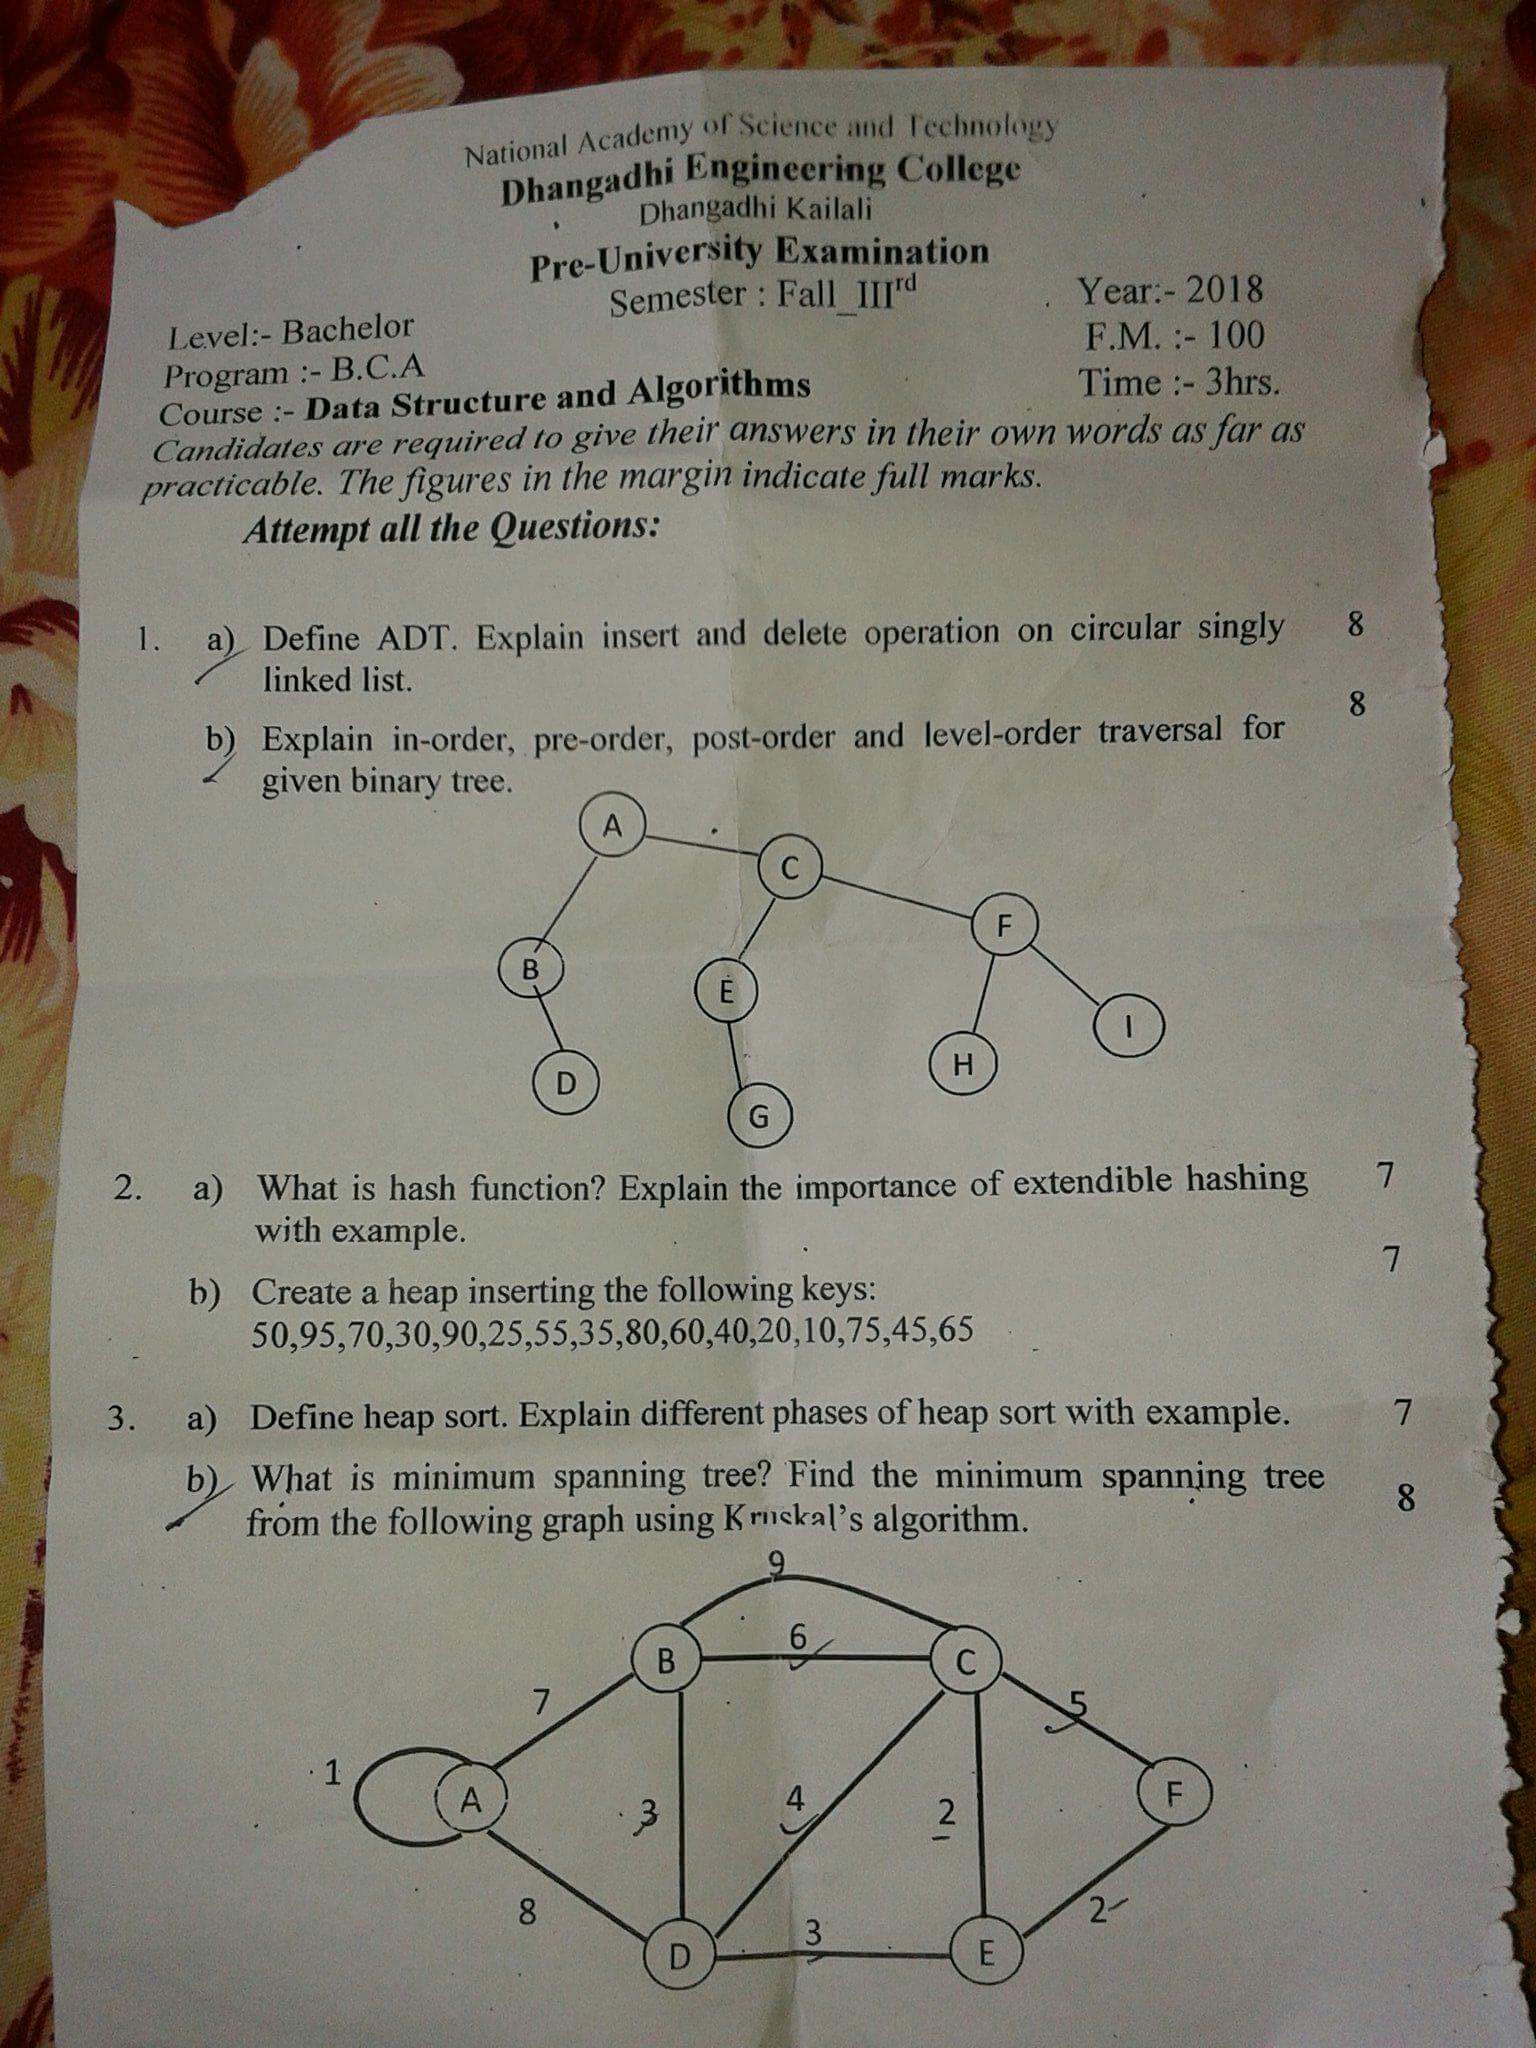 National Academy of Science and Technology
Dhangadhi Engineering College
Dhangadhi Kailali
Pre-University Examination
Semester : Fall_IIIrd
Year:- 2018
Level:- Bachelor
F.M. :- 100
Program :- B.C.A
Time :- 3hrs.
Course :- Data Structure and Algorithms
Candidates are required to give their answers in their own words as far as
practicable. The figures in the margin indicate full marks.
Attempt all the Questions:
1. a) Define ADT. Explain insert and delete operation on circular singly 8
linked list.
b) Explain in-order, pre-order, post-order and level-order traversal for 8
given binary tree.
A
C
F
B
E
I
H
D
G
2. a) What is hash function? Explain the importance of extendible hashing 7
with example.
b) Create a heap inserting the following keys: 7
50,95,70,30,90,25,55,35,80,60,40,20,10,75,45,65
3. a) Define heap sort. Explain different phases of heap sort with example. 7
b) What is minimum spanning tree? Find the minimum spanning tree 8
from the following graph using Kruskal's algorithm.
9
B 6 C
7 5
1 A 3 4 2 F
8 2
D 3 E